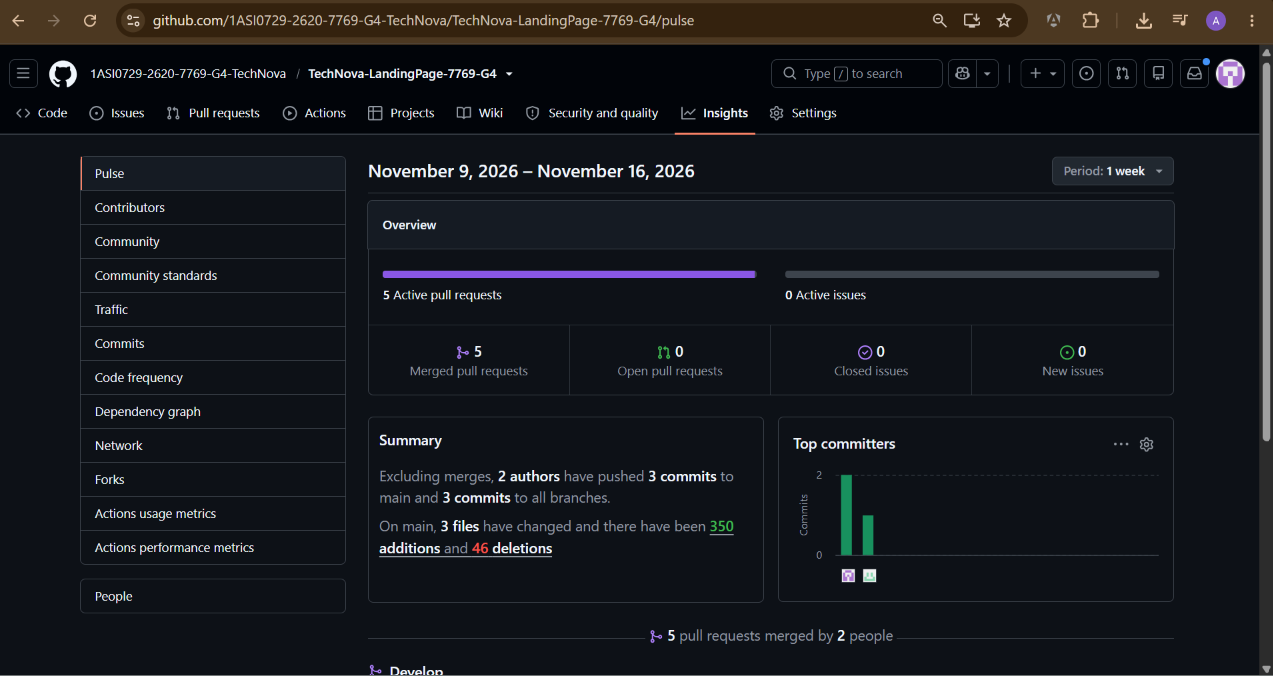 github.com/1ASI0729-2620-7769-G4-TechNova/TechNova-LandingPage-7769-G4/pulse
A
1ASI0729-2620-7769-G4-TechNova / TechNova-LandingPage-7769-G4
Type / to search
Code Issues Pull requests Actions Projects Wiki Security and quality Insights Settings
Pulse
Contributors
Community
Community standards
Traffic
Commits
Code frequency
Dependency graph
Network
Forks
Actions usage metrics
Actions performance metrics
People
November 9, 2026 – November 16, 2026
Period: 1 week
Overview
5 Active pull requests
0 Active issues
5
Merged pull requests
0
Open pull requests
0
Closed issues
0
New issues
Summary
Excluding merges, 2 authors have pushed 3 commits to
main and 3 commits to all branches.
On main, 3 files have changed and there have been 350
additions and 46 deletions
Top committers
2
Commits
0
5 pull requests merged by 2 people
Develop